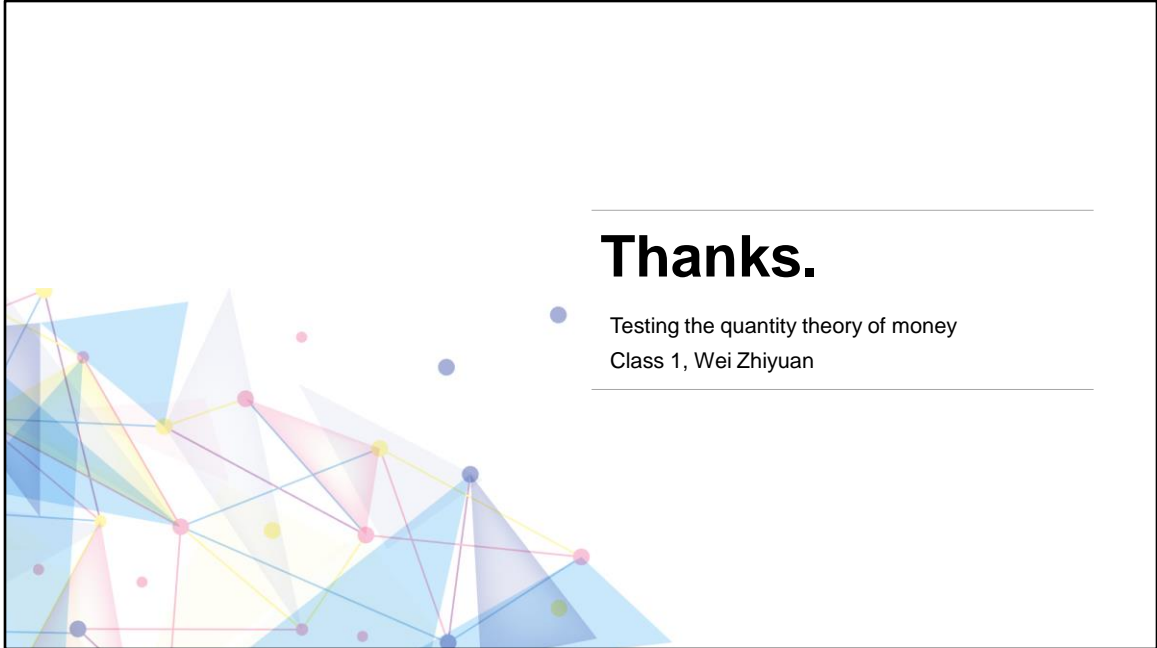 Thanks.
Testing the quantity theory of money
Class 1, Wei Zhiyuan